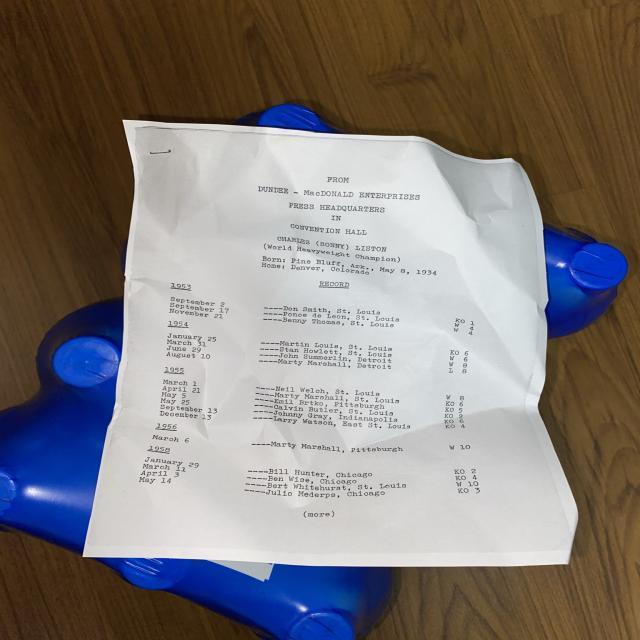 FROM
DUNDEE - MacDONALD ENTERPRISES
PRESS HEADQUARTERS
IN
CONVENTION HALL
CHARLES (SONNY) LISTON
(World Heavyweight Champion)
Born: Pine Bluff, Ark., May 8, 1934
Home: Denver, Colorado
1953 RECORD
September 2 ----Don Smith, St. Louis KO 1
September 17 ----Ponce de Leon, St. Louis W 4
November 21 ----Benny Thomas, St. Louis 4
1954
January 25 ----Martin Louis, St. Louis KO 6
March 31 ----Stan Howlett, St. Louis W 6
June 29 ----John Summerlin, Detroit W 8
August 10 ----Marty Marshall, Detroit L 8
1955
March 1 ----Neil Welch, St. Louis W 8
April 21 ----Marty Marshall, St. Louis KO 6
May 5 ----Emil Brtko, Pittsburgh KO 5
May 25 ----Calvin Butler, St. Louis KO 2
September 13 ----Johnny Gray, Indianapolis KO 6
December 13 ----Larry Watson, East St. Louis KO 4
1956
March 6 ----Marty Marshall, Pittsburgh W 10
1958
January 29 ----Bill Hunter, Chicago KO 2
March 11 ----Ben Wise, Chicago KO 4
April 3 ----Bert Whitehurst, St. Louis W 10
May 14 ----Julio Mederps, Chicago KO 3
(more)